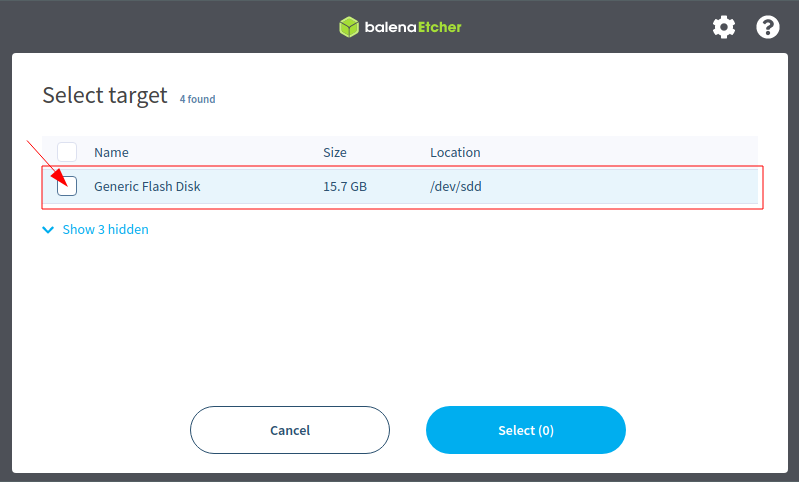 balenaEtcher
Select target 4 found
Name Size Location
Generic Flash Disk 15.7 GB /dev/sdd
Show 3 hidden
Cancel Select (0)